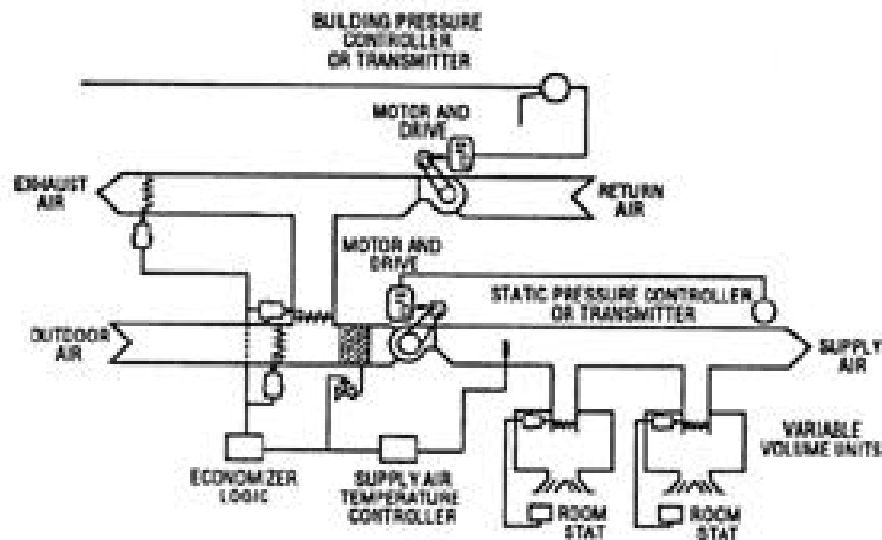 BUILDING PRESSURE
CONTROLLER
OR TRANSMITTER
MOTOR AND
DRIVE
EXHAUST
AIR
RETURN
AIR
MOTOR AND
DRIVE
STATIC PRESSURE CONTROLLER
OR TRANSMITTER
OUTDOOR
AIR
SUPPLY
AIR
VARIABLE
VOLUME UNITS
ECONOMIZER
LOGIC
SUPPLY AIR
TEMPERATURE
CONTROLLER
ROOM
STAT
ROOM
STAT